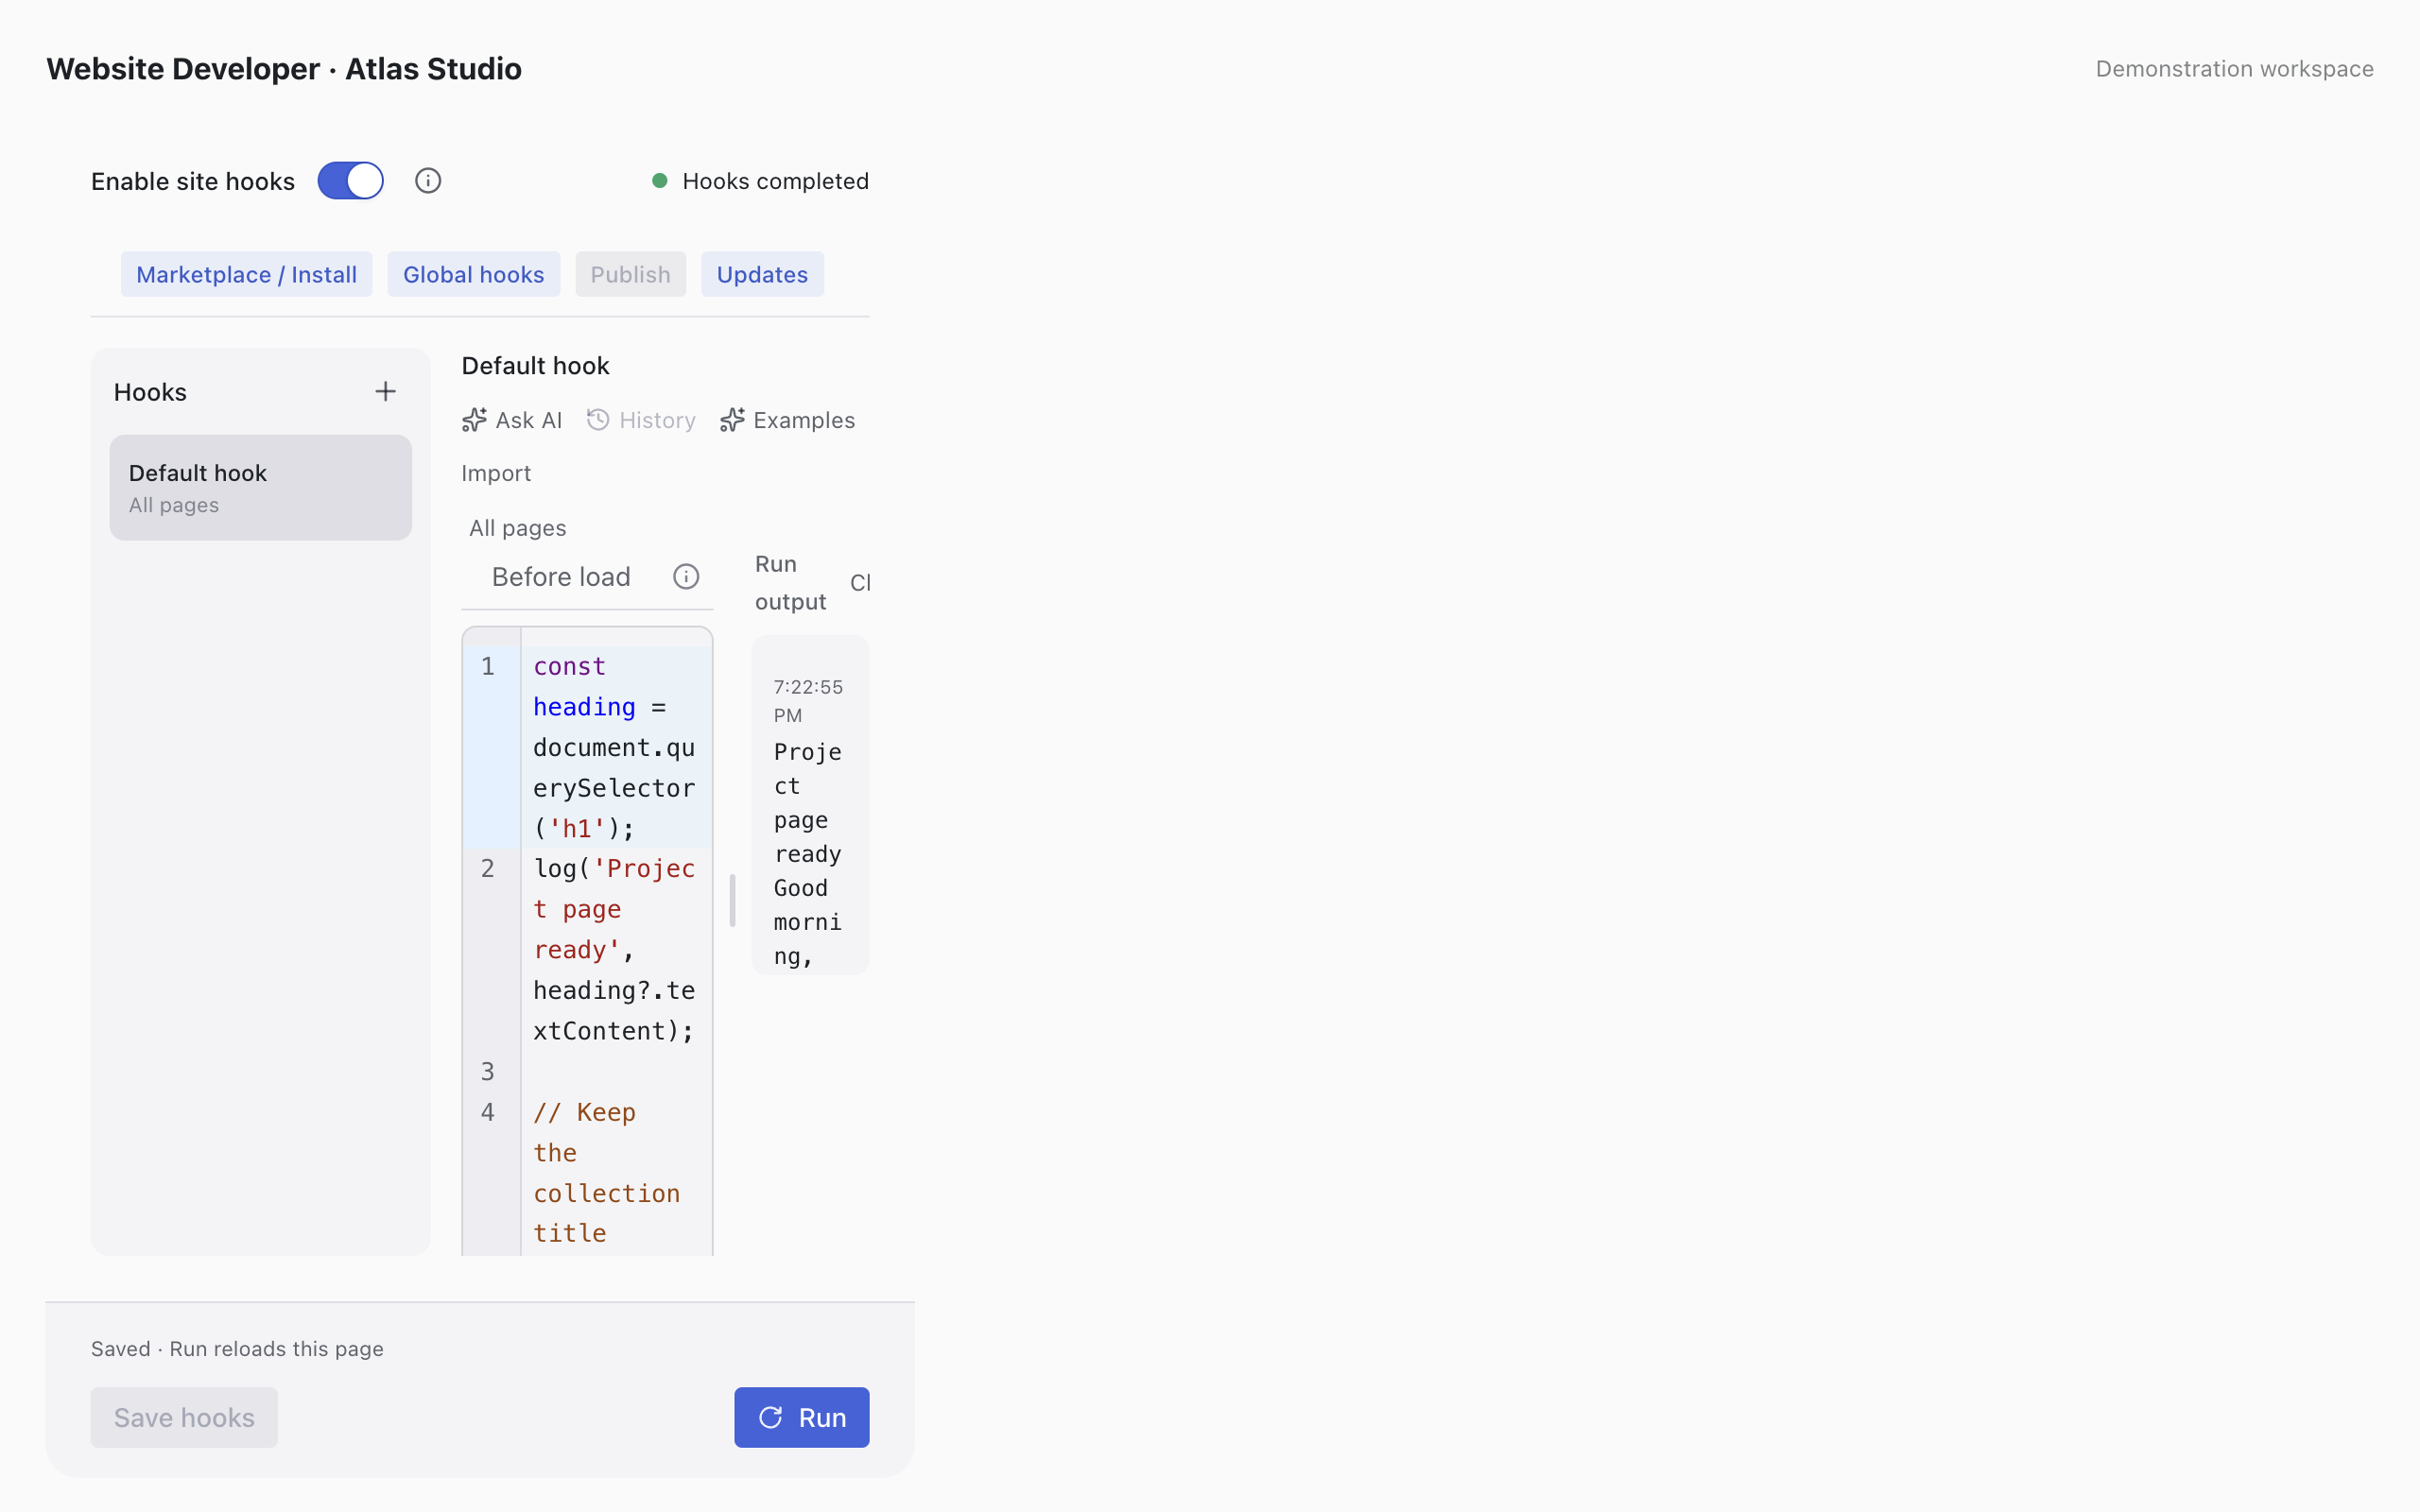 Website Developer · Atlas Studio
Demonstration workspace
Enable site hooks
Hooks completed
Marketplace / Install
Global hooks
Publish
Updates
Hooks
Default hook
All pages
Default hook
Ask AI
History
Examples
Import
All pages
Before load
1
const
heading =
document.qu
erySelector
('h1');
2
log('Projec
t page
ready',
heading?.te
xtContent);
3
4
// Keep
the
collection
title
Run
output
Cl
7:22:55
PM
Proje
ct
page
ready
Good
morni
ng,
Saved · Run reloads this page
Save hooks
Run